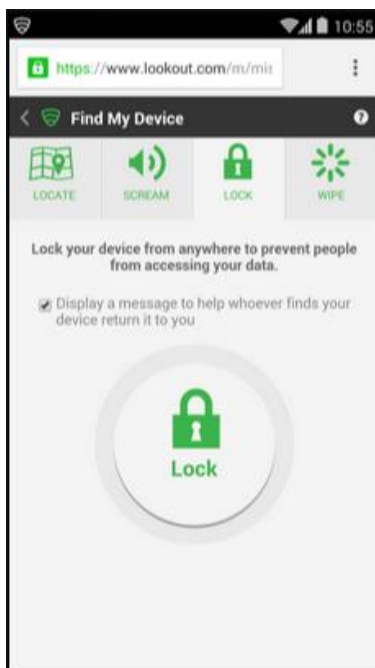 10:55
https://www.lookout.com/m/mis
Find My Device
LOCATE SCREAM LOCK WIPE
Lock your device from anywhere to prevent people
from accessing your data.
Display a message to help whoever finds your
device return it to you
Lock